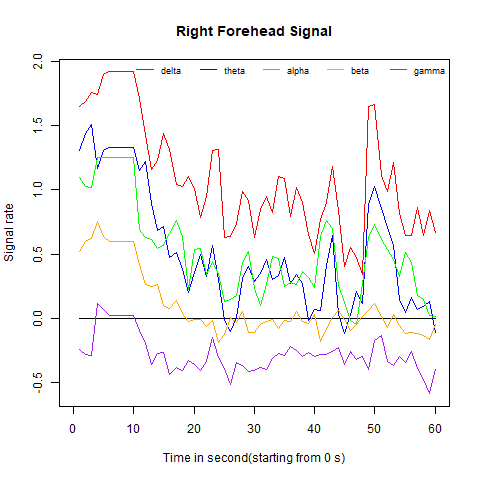 Right Forehead Signal
delta theta alpha beta gamma
2.0
1.5
1.0
0.5
0.0
-0.5
Signal rate
0 10 20 30 40 50 60
Time in second(starting from 0 s)